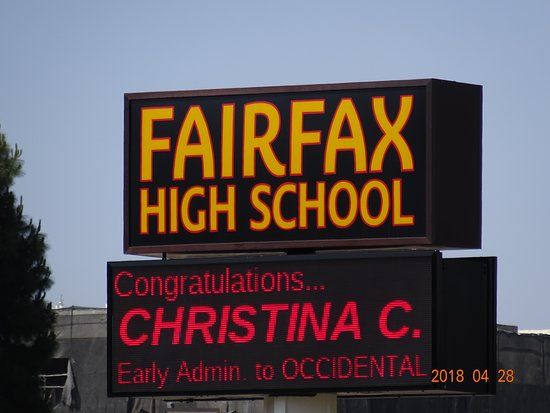 FAIRFAX
HIGH SCHOOL
Congratulations...
CHRISTINA C.
Early Admin. to OCCIDENTAL
2018 04 28